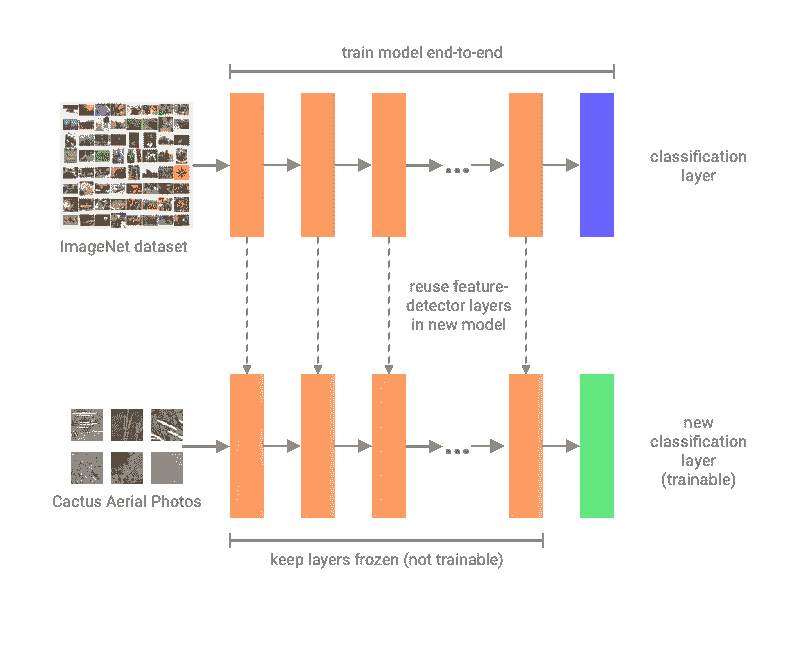 train model end-to-end
classification
layer
ImageNet dataset
reuse feature-
detector layers
in new model
new
classification
layer
(trainable)
Cactus Aerial Photos
keep layers frozen (not trainable)